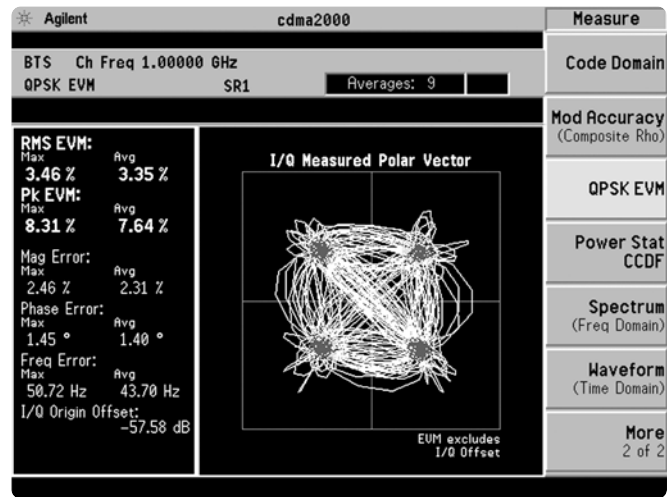 Agilent
cdma2000
Measure
BTS Ch Freq 1.00000 GHz
QPSK EVM
SR1
Averages: 9
RMS EVM:
Max Avg
3.46 % 3.35 %
Pk EVM:
Max Avg
8.31 % 7.64 %
Mag Error:
Max Avg
2.46 % 2.31 %
Phase Error:
Max Avg
1.45 ° 1.40 °
Freq Error:
Max Avg
50.72 Hz 43.70 Hz
I/Q Origin Offset:
-57.58 dB
I/Q Measured Polar Vector
EVM excludes
I/Q Offset
Code Domain
Mod Accuracy
(Composite Rho)
QPSK EVM
Power Stat
CCDF
Spectrum
(Freq Domain)
Waveform
(Time Domain)
More
2 of 2